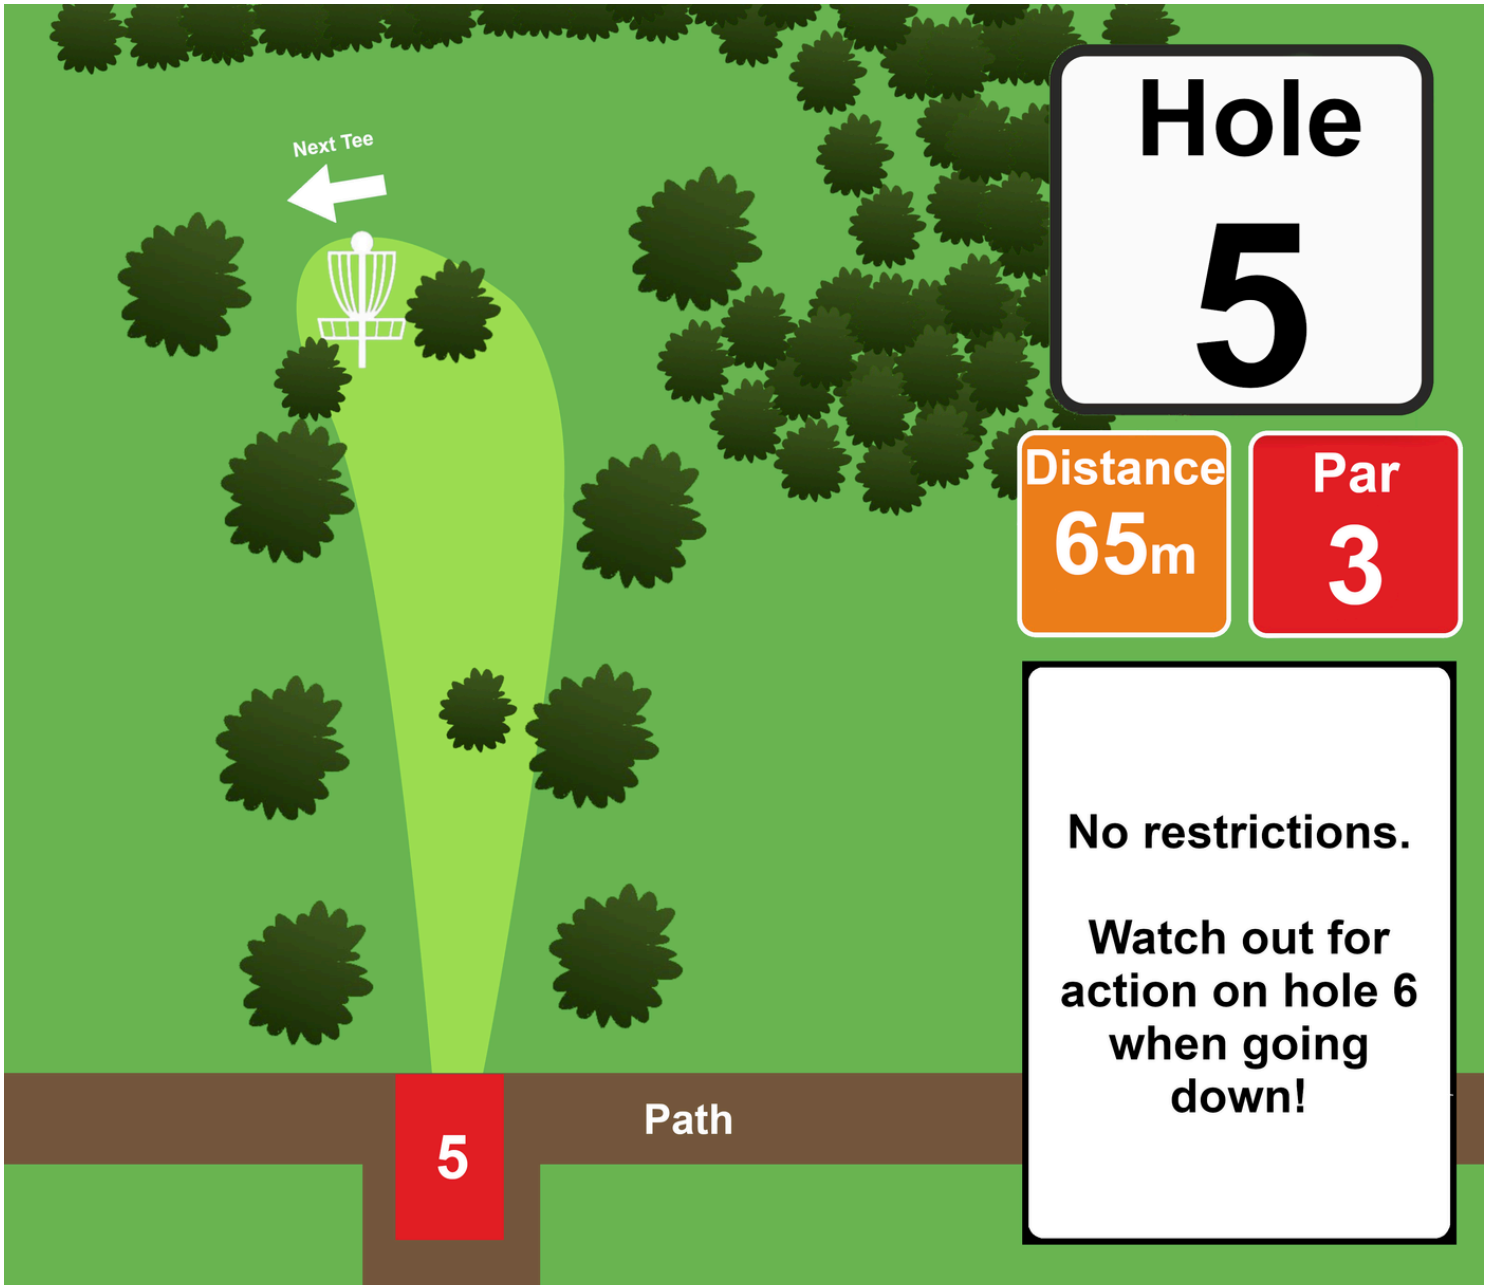 Next Tee
Hole
5
Distance
65m
Par
3
No restrictions.
Watch out for
action on hole 6
when going
down!
Path
5